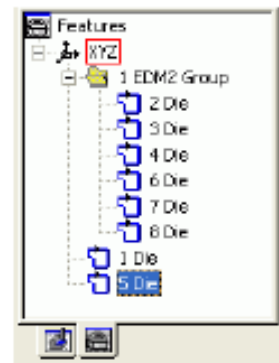 Features
XYZ
1 EDM2 Group
2 Die
3 Die
4 Die
6 Die
7 Die
8 Die
1 Die
5 Die